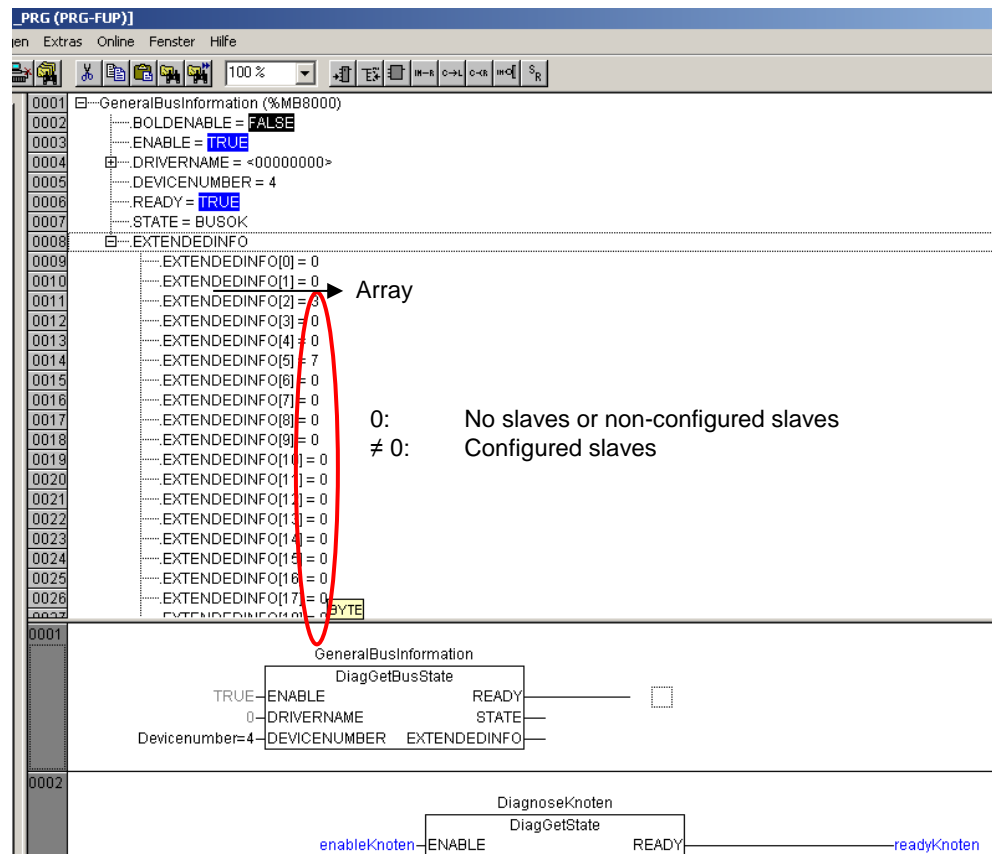 _PRG (PRG-FUP)]
en Extras Online Fenster Hilfe
100 %
0001 GeneralBusInformation (%MB8000)
0002 .BOLDENABLE = FALSE
0003 .ENABLE = TRUE
0004 .DRIVERNAME = <00000000>
0005 .DEVICENUMBER = 4
0006 .READY = TRUE
0007 .STATE = BUSOK
0008 .EXTENDEDINFO
0009 .EXTENDEDINFO[0] = 0
0010 .EXTENDEDINFO[1] = 0
Array
0011 .EXTENDEDINFO[2] = 3
0012 .EXTENDEDINFO[3] = 0
0013 .EXTENDEDINFO[4] = 0
0014 .EXTENDEDINFO[5] = 7
0015 .EXTENDEDINFO[6] = 0
0016 .EXTENDEDINFO[7] = 0
0017 .EXTENDEDINFO[8] = 0
0: No slaves or non-configured slaves
0018 .EXTENDEDINFO[9] = 0
≠ 0: Configured slaves
0019 .EXTENDEDINFO[10] = 0
0020 .EXTENDEDINFO[11] = 0
0021 .EXTENDEDINFO[12] = 0
0022 .EXTENDEDINFO[13] = 0
0023 .EXTENDEDINFO[14] = 0
0024 .EXTENDEDINFO[15] = 0
0025 .EXTENDEDINFO[16] = 0
0026 .EXTENDEDINFO[17] = 0
BYTE
0027 .EXTENDEDINFO[18] = 0
0001
GeneralBusInformation
DiagGetBusState
TRUE ENABLE READY
0 DRIVERNAME STATE
Devicenumber=4 DEVICENUMBER EXTENDEDINFO
0002
DiagnoseKnoten
DiagGetState
enableKnoten ENABLE READY readyKnoten